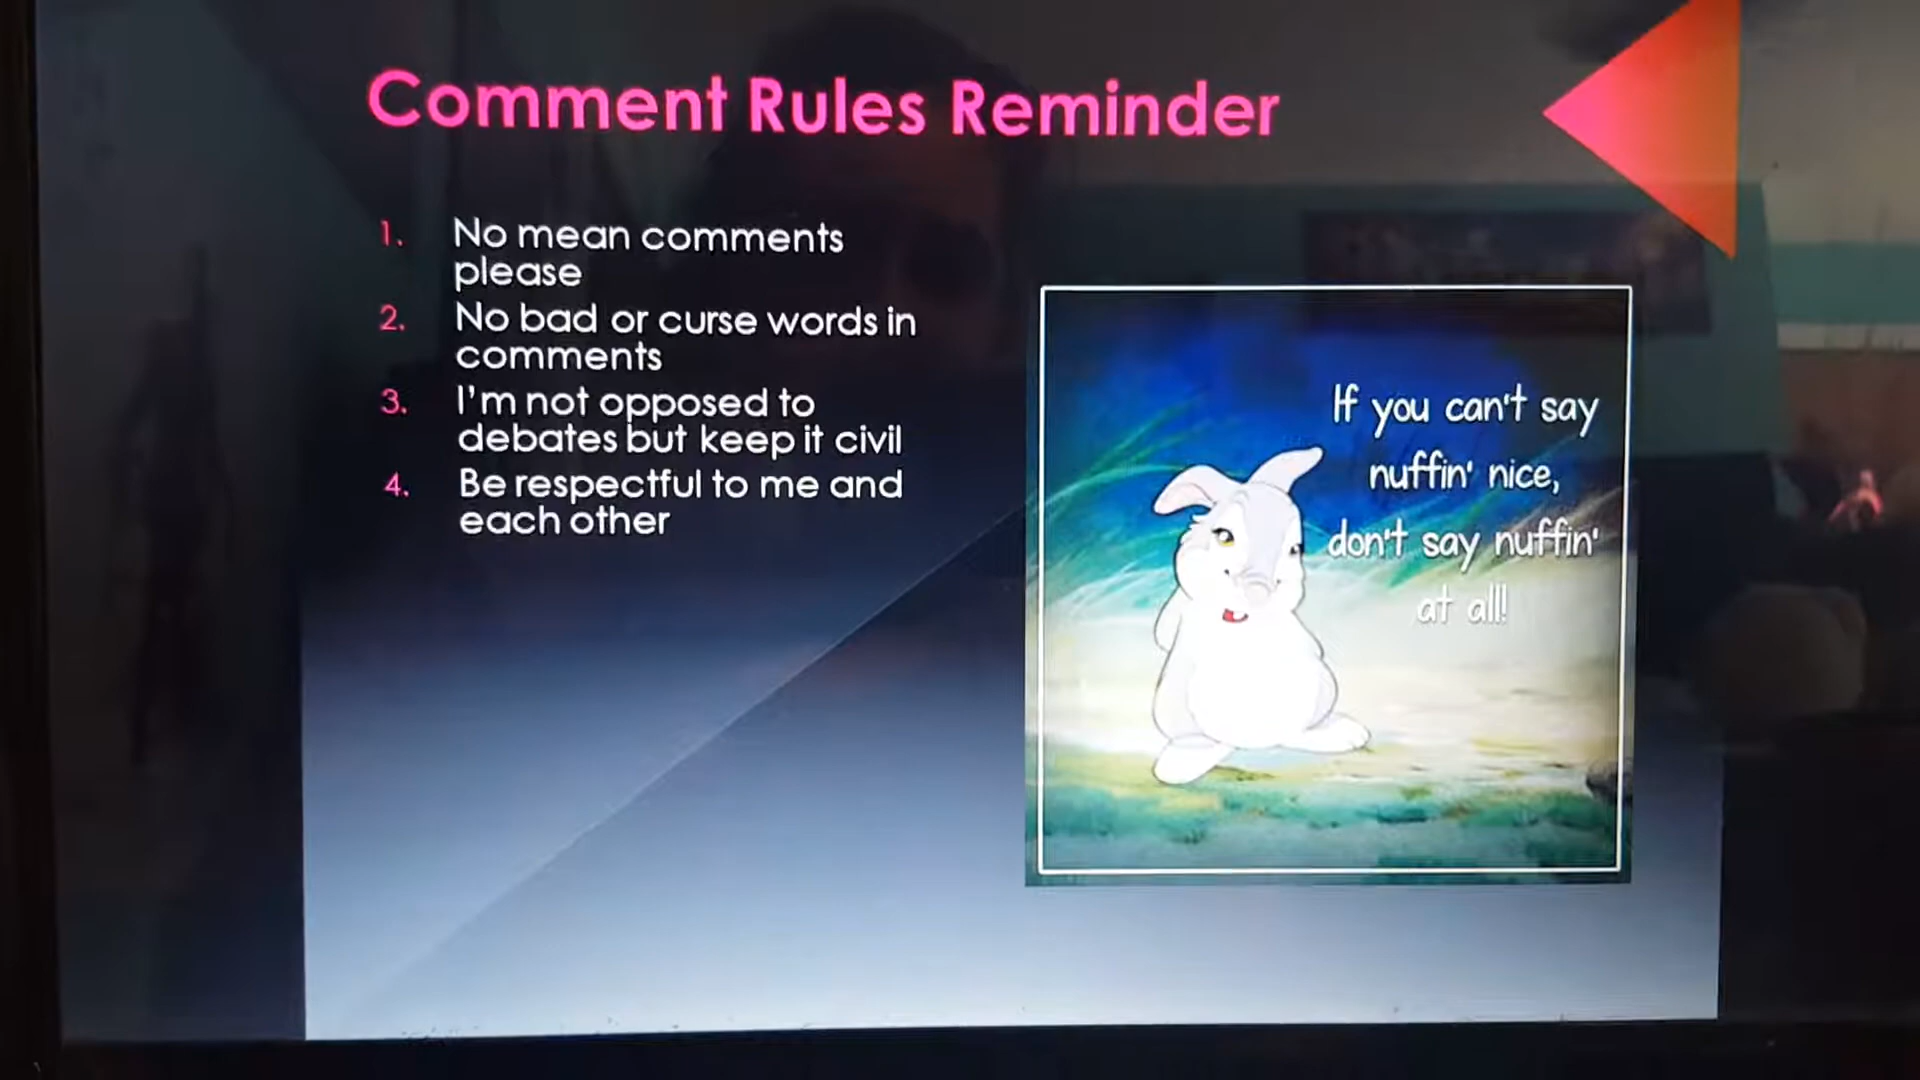 Comment Rules Reminder
1. No mean comments
please
2. No bad or curse words in
comments
3. I'm not opposed to
debates but keep it civil
4. Be respectful to me and
each other
If you can't say
nuffin' nice,
don't say nuffin'
at all!